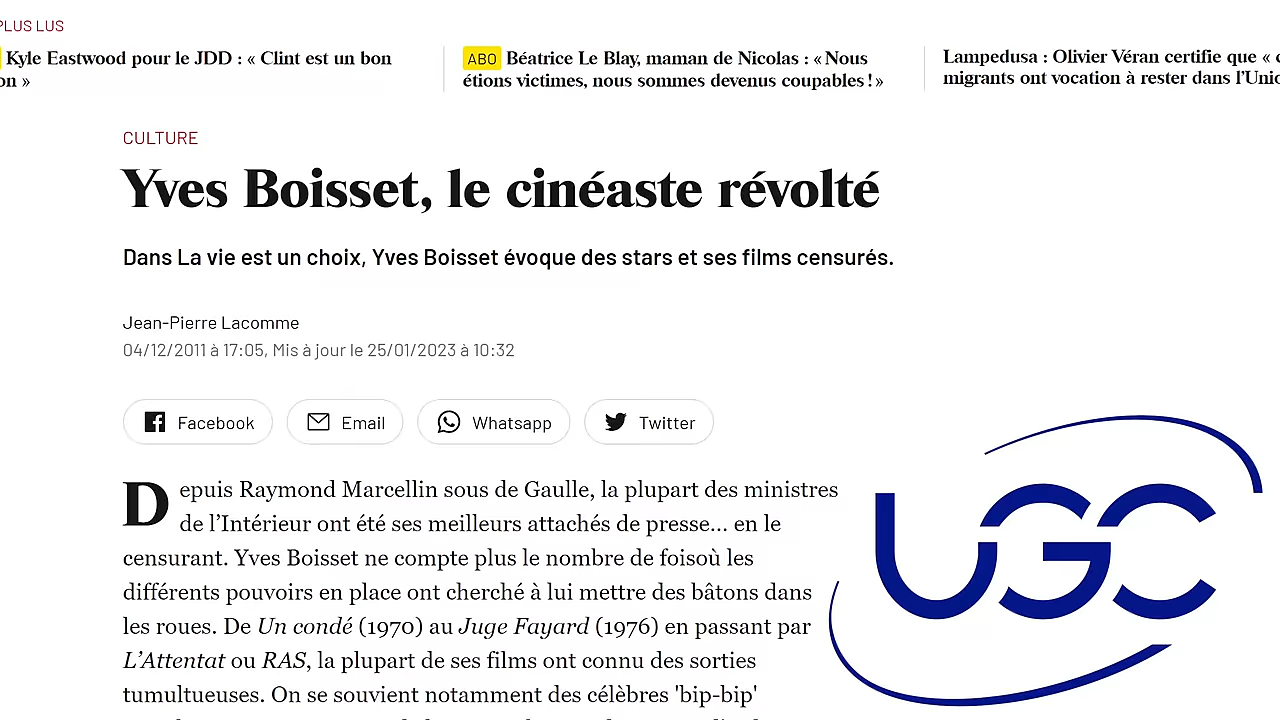 PLUS LUS
Kyle Eastwood pour le JDD : « Clint est un bon
on »
ABO Béatrice Le Blay, maman de Nicolas : « Nous
étions victimes, nous sommes devenus coupables ! »
Lampedusa : Olivier Véran certifie que « c
migrants ont vocation à rester dans l'Unio
CULTURE
Yves Boisset, le cinéaste révolté
Dans La vie est un choix, Yves Boisset évoque des stars et ses films censurés.
Jean-Pierre Lacomme
04/12/2011 à 17:05, Mis à jour le 25/01/2023 à 10:32
Facebook
Email
Whatsapp
Twitter
Depuis Raymond Marcellin sous de Gaulle, la plupart des ministres
de l'Intérieur ont été ses meilleurs attachés de presse... en le
censurant. Yves Boisset ne compte plus le nombre de foisoù les
différents pouvoirs en place ont cherché à lui mettre des bâtons dans
les roues. De Un condé (1970) au Juge Fayard (1976) en passant par
L'Attentat ou RAS, la plupart de ses films ont connu des sorties
tumultueuses. On se souvient notamment des célèbres 'bip-bip'
UGC